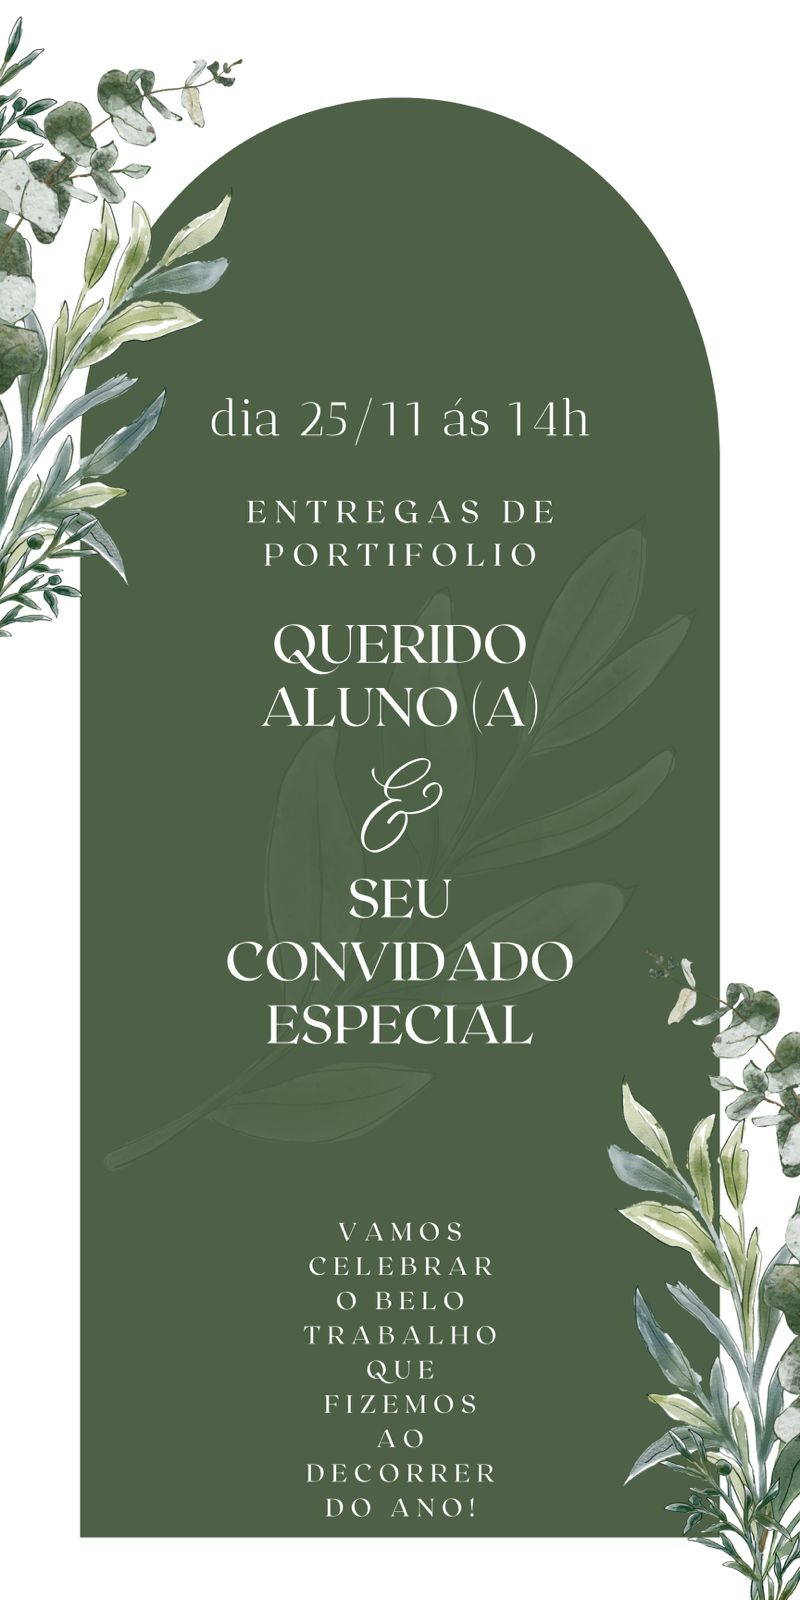 dia 25/11 ás 14h
ENTREGAS DE
PORTIFOLIO
QUERIDO
ALUNO (A)
&
SEU
CONVIDADO
ESPECIAL
VAMOS
CELEBRAR
O BELO
TRABALHO
QUE
FIZEMOS
AO
DECORRER
DO ANO!